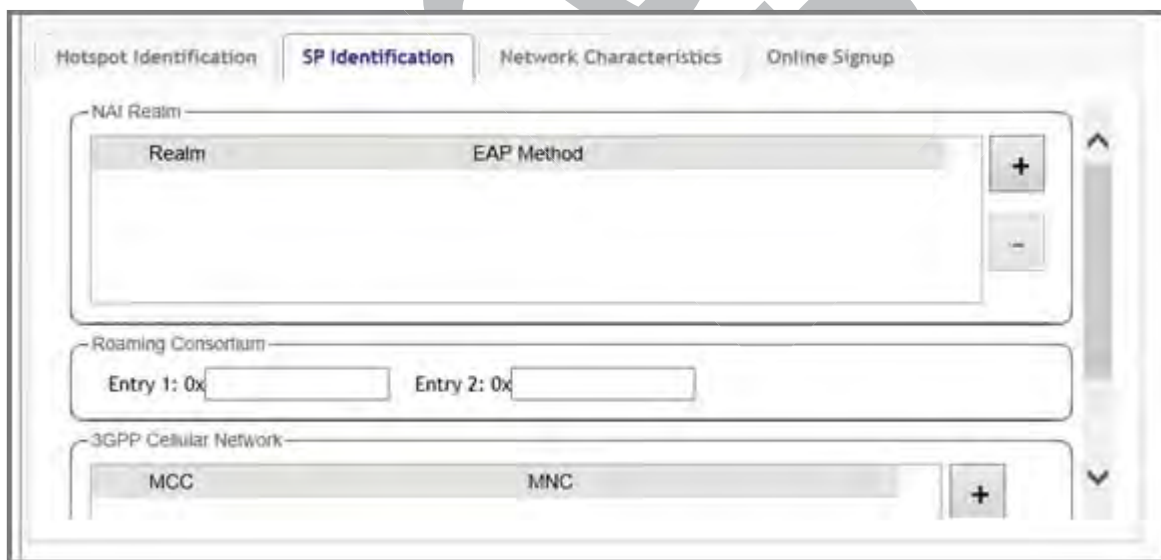 Hotspot Identification SP Identification Network Characteristics Online Signup
NAI Realm
Realm EAP Method
+
-
Roaming Consortium
Entry 1: 0x Entry 2: 0x
3GPP Cellular Network
MCC MNC
+